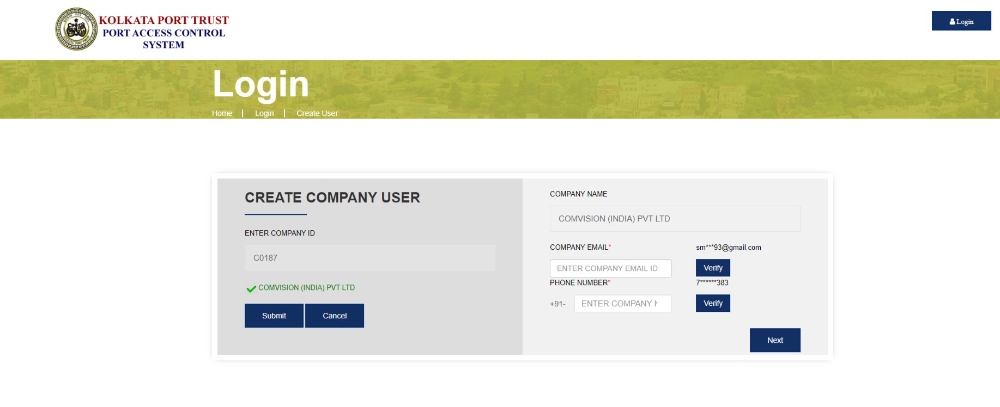 KOLKATA PORT TRUST
PORT ACCESS CONTROL
SYSTEM
Login
Login
Home | Login | Create User
CREATE COMPANY USER
ENTER COMPANY ID
C0187
COMVISION (INDIA) PVT LTD
Submit Cancel
COMPANY NAME
COMVISION (INDIA) PVT LTD
COMPANY EMAIL* sm***93@gmail.com
ENTER COMPANY EMAIL ID Verify
PHONE NUMBER* 7******383
+91- ENTER COMPANY Verify
Next